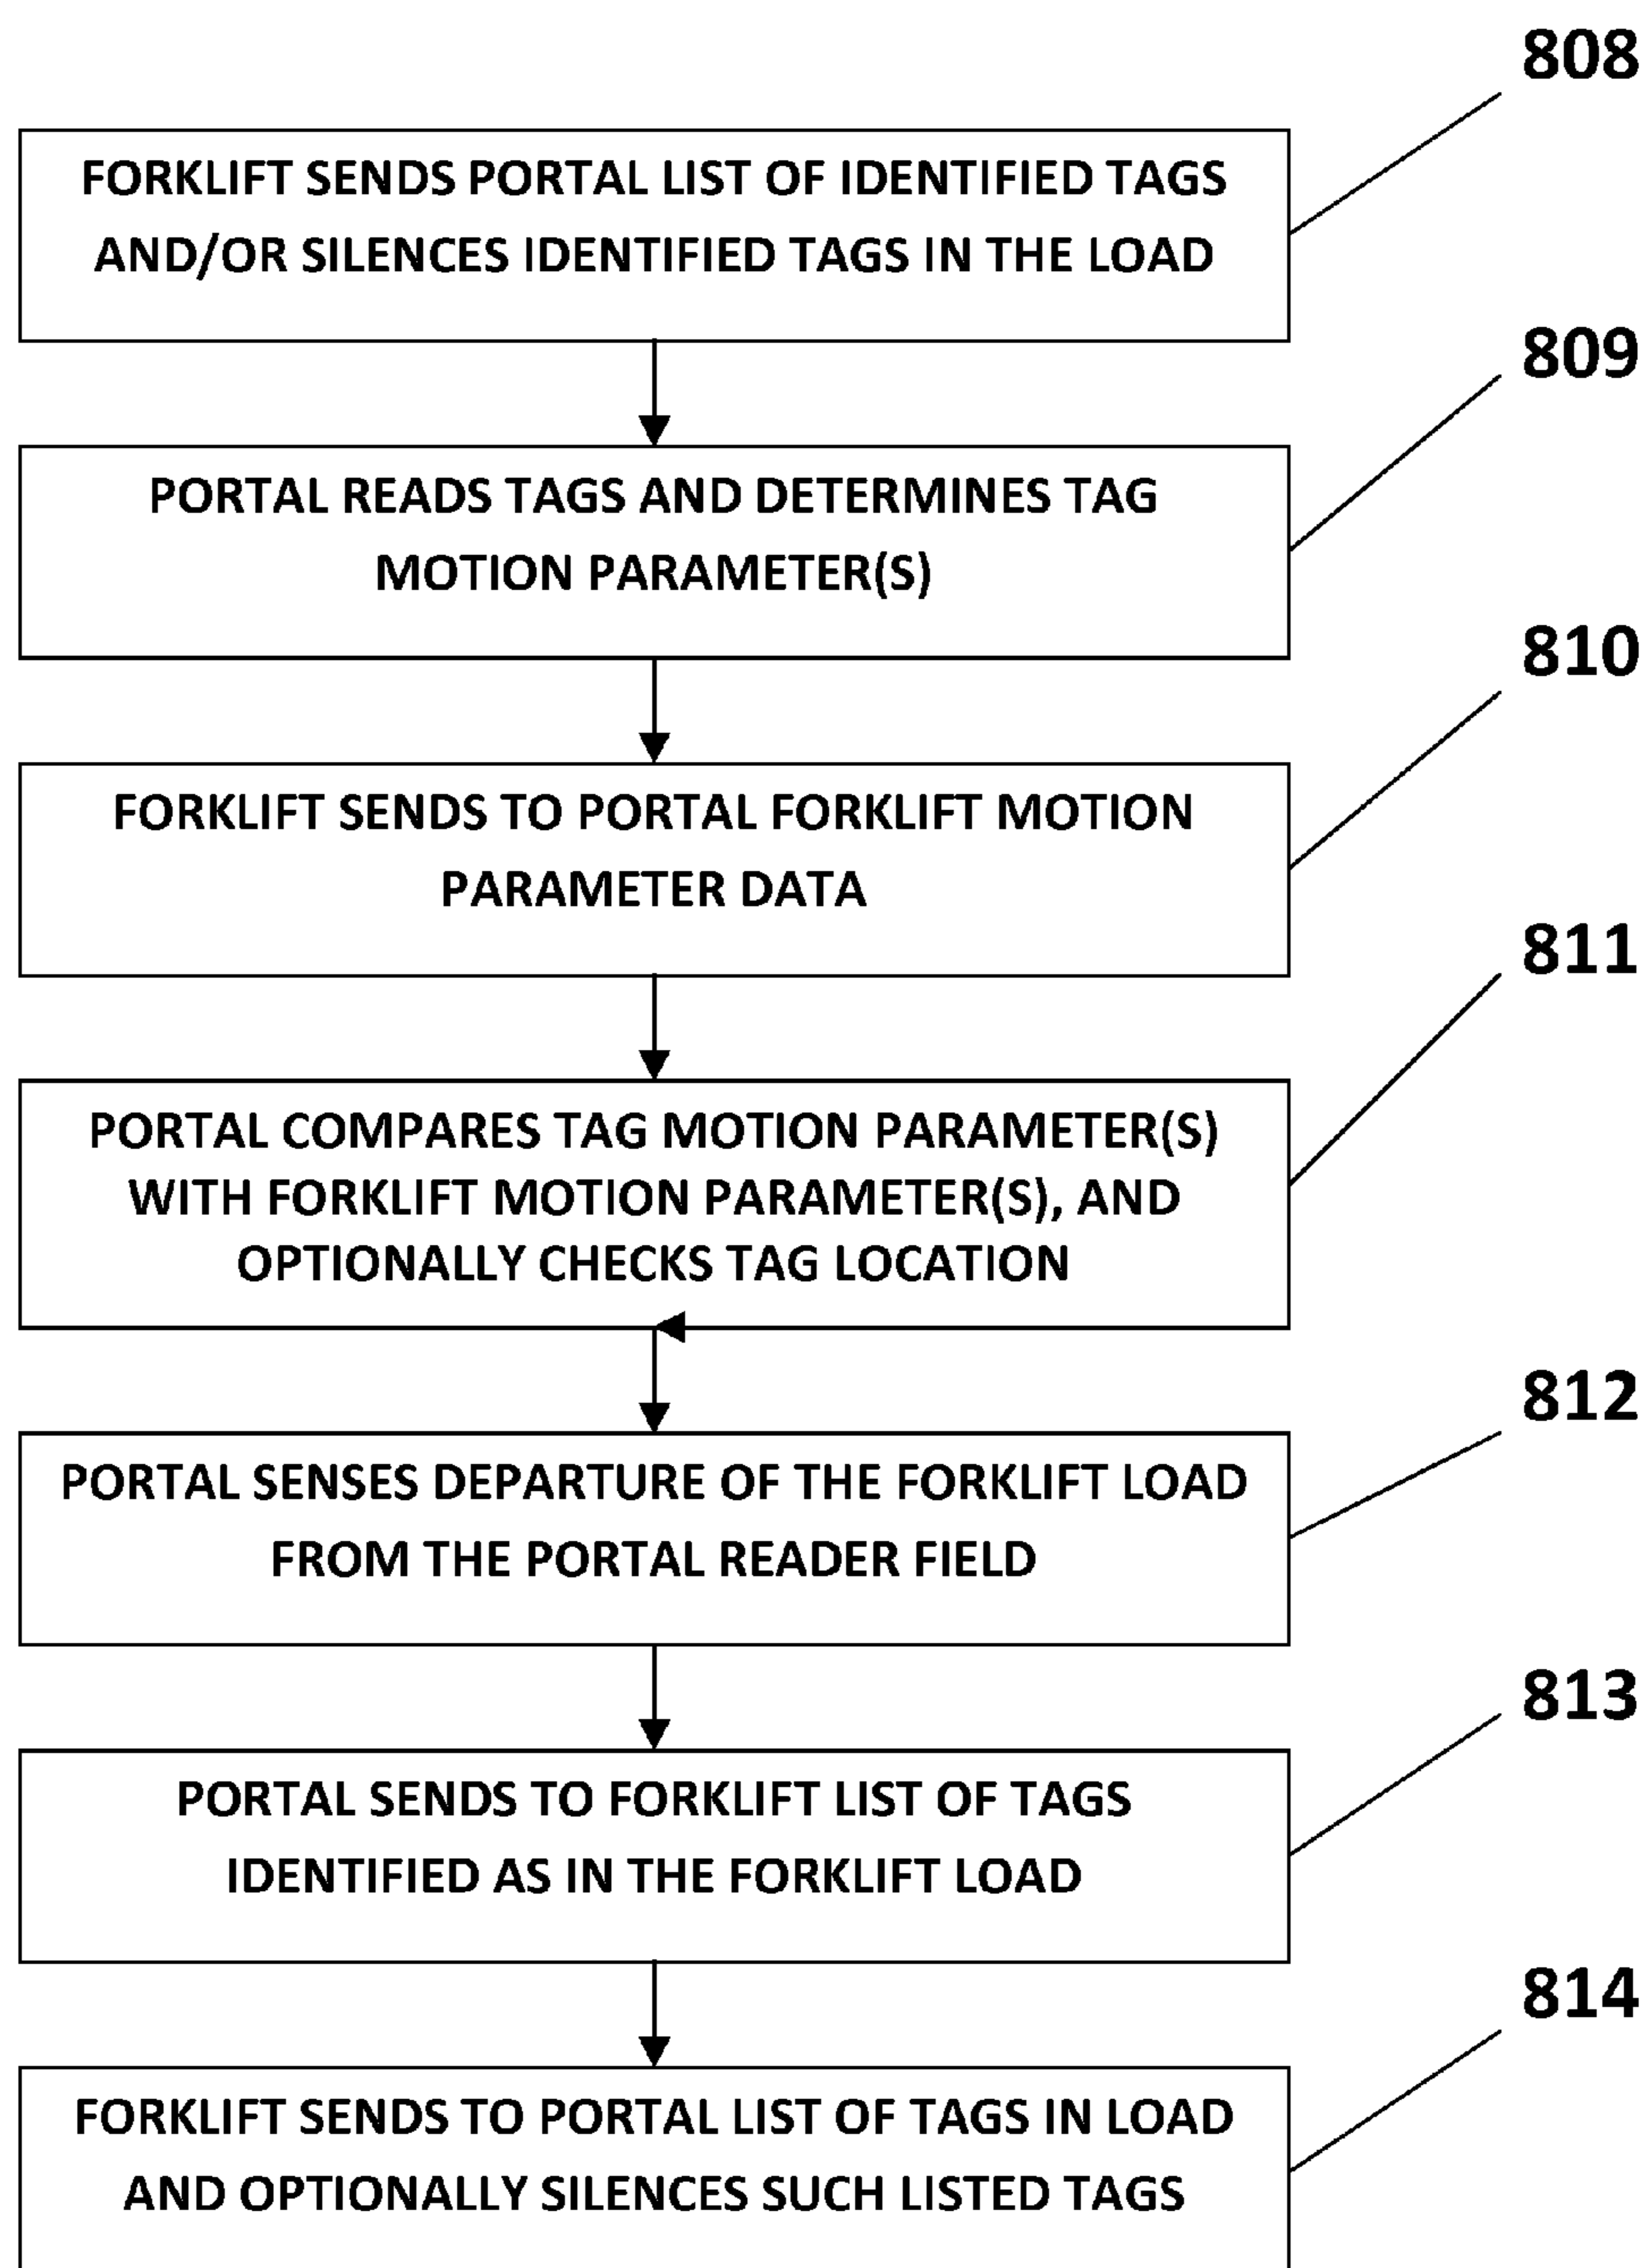 808
FORKLIFT SENDS PORTAL LIST OF IDENTIFIED TAGS
AND/OR SILENCES IDENTIFIED TAGS IN THE LOAD
809
PORTAL READS TAGS AND DETERMINES TAG
MOTION PARAMETER(S)
810
FORKLIFT SENDS TO PORTAL FORKLIFT MOTION
PARAMETER DATA
811
PORTAL COMPARES TAG MOTION PARAMETER(S)
WITH FORKLIFT MOTION PARAMETER(S), AND
OPTIONALLY CHECKS TAG LOCATION
812
PORTAL SENSES DEPARTURE OF THE FORKLIFT LOAD
FROM THE PORTAL READER FIELD
813
PORTAL SENDS TO FORKLIFT LIST OF TAGS
IDENTIFIED AS IN THE FORKLIFT LOAD
814
FORKLIFT SENDS TO PORTAL LIST OF TAGS IN LOAD
AND OPTIONALLY SILENCES SUCH LISTED TAGS